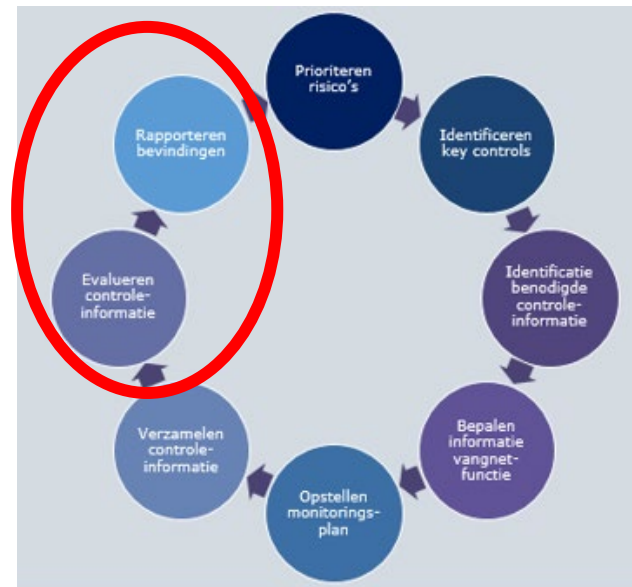 Prioriteren
risico's
Identificeren
key controls
Identificatie
benodigde
controle-
informatie
Bepalen
informatie
vangnet-
functie
Opstellen
monitorings-
plan
Verzamelen
controle-
informatie
Evalueren
controle-
informatie
Rapporteren
bevindingen